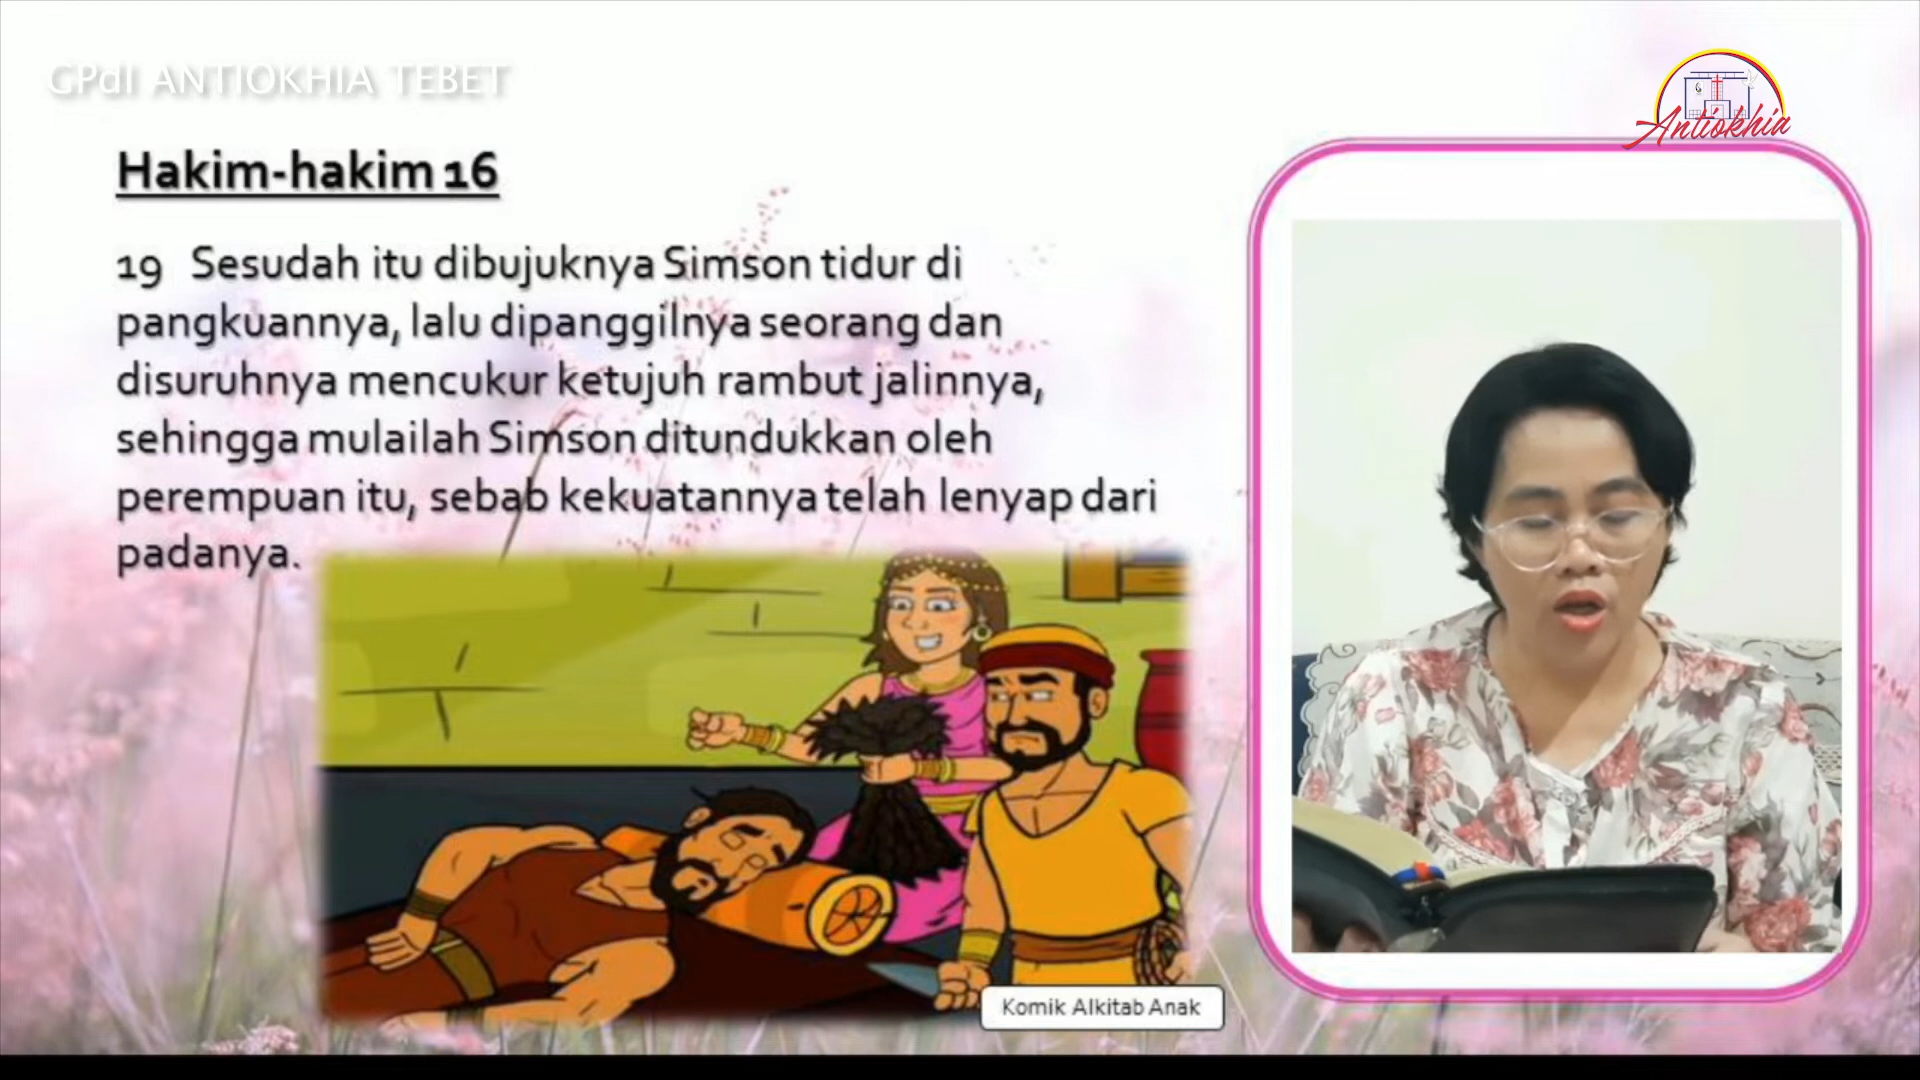 GPdI ANTIOKHIA TEBET
Antiokhia
Hakim-hakim 16
19 Sesudah itu dibujuknya Simson tidur di
pangkuannya, lalu dipanggilnya seorang dan
disuruhnya mencukur ketujuh rambut jalinnya,
sehingga mulailah Simson ditundukkan oleh
perempuan itu, sebab kekuatannya telah lenyap dari
padanya.
Komik Alkitab Anak